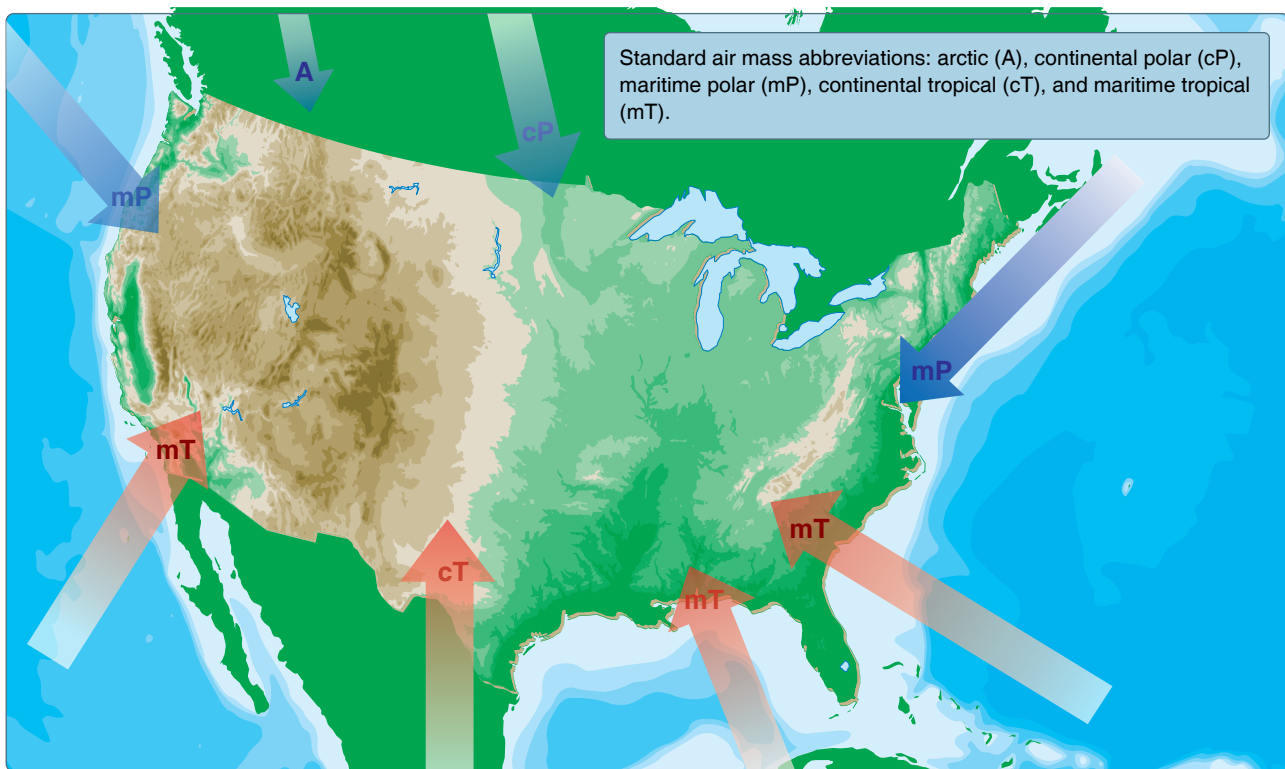 Standard air mass abbreviations: arctic (A), continental polar (cP),
maritime polar (mP), continental tropical (cT), and maritime tropical
(mT).
A
cP
mP
mP
mT
mT
cT
mT